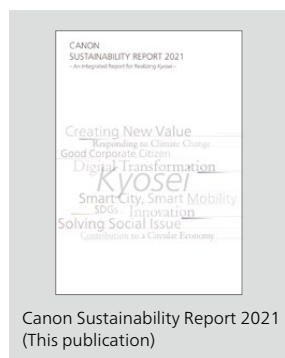 CANON
SUSTAINABILITY REPORT 2021
– An Integrated Report for Realizing Kyosei –
Creating New Value
Responding to Climate Change
Good Corporate Citizen
Digital Transformation
Kyosei
Smart City, Smart Mobility
SDGs Innovation
Solving Social Issue
Contribution to a Circular Economy
Canon Sustainability Report 2021
(This publication)